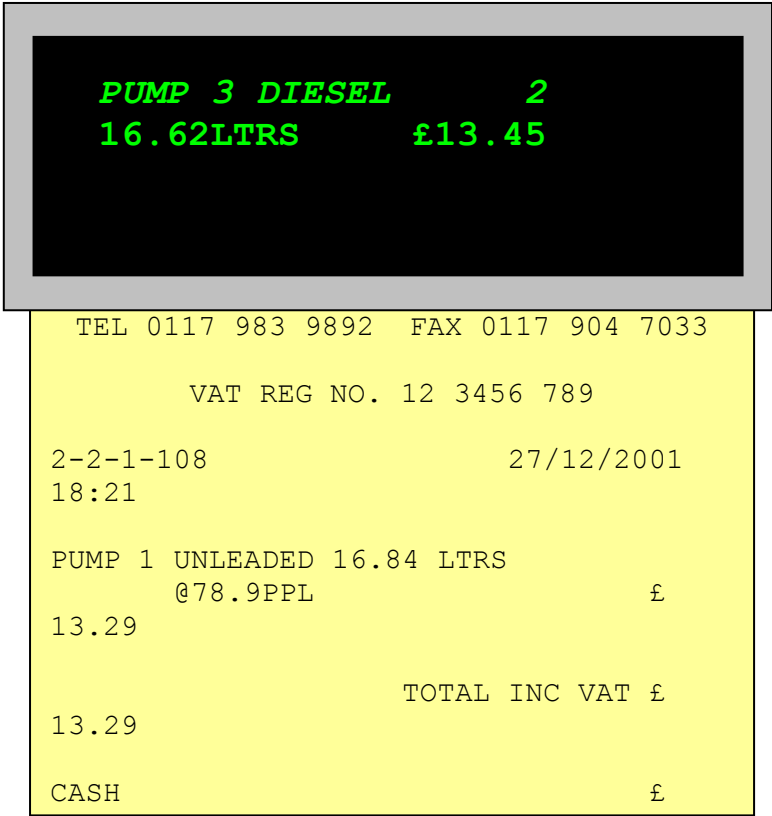 PUMP 3 DIESEL 2
16.62LTRS £13.45
TEL 0117 983 9892 FAX 0117 904 7033
VAT REG NO. 12 3456 789
2-2-1-108 27/12/2001
18:21
PUMP 1 UNLEADED 16.84 LTRS
@78.9PPL £
13.29
TOTAL INC VAT £
13.29
CASH £